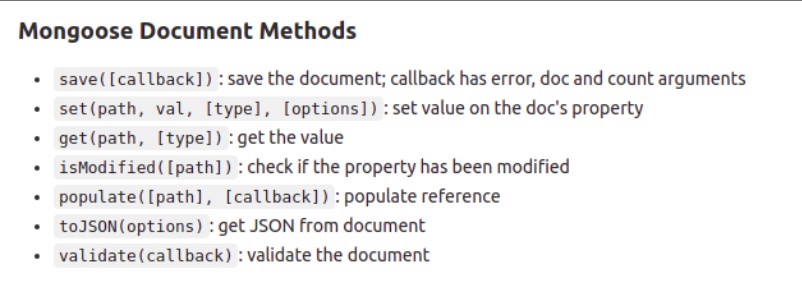 Mongoose Document Methods
• save([callback]): save the document; callback has error, doc and count arguments
• set(path, val, [type], [options]): set value on the doc's property
• get(path, [type]): get the value
• isModified([path]): check if the property has been modified
• populate([path], [callback]): populate reference
• toJSON(options): get JSON from document
• validate(callback): validate the document